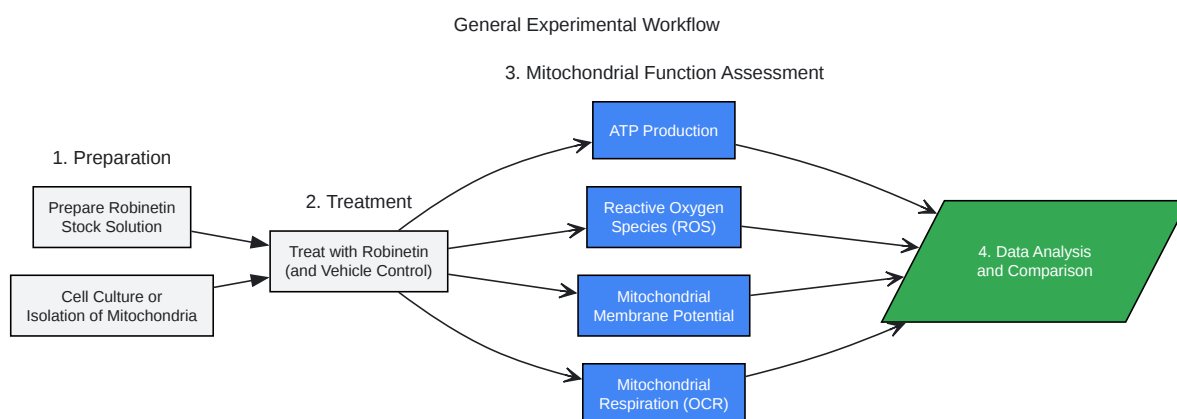 General Experimental Workflow
3. Mitochondrial Function Assessment
ATP Production
1. Preparation
Prepare Robinetin
Stock Solution
2. Treatment
Reactive Oxygen
Species (ROS)
Treat with Robinetin
(and Vehicle Control)
4. Data Analysis
and Comparison
Cell Culture or
Isolation of Mitochondria
Mitochondrial
Membrane Potential
Mitochondrial
Respiration (OCR)